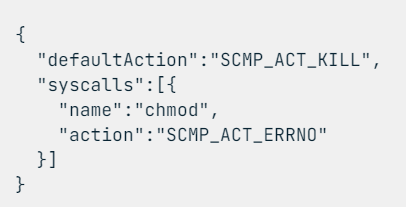 {
  "defaultAction":"SCMP_ACT_KILL",
  "syscalls":[{
    "name":"chmod",
    "action":"SCMP_ACT_ERRNO"
  }]
}